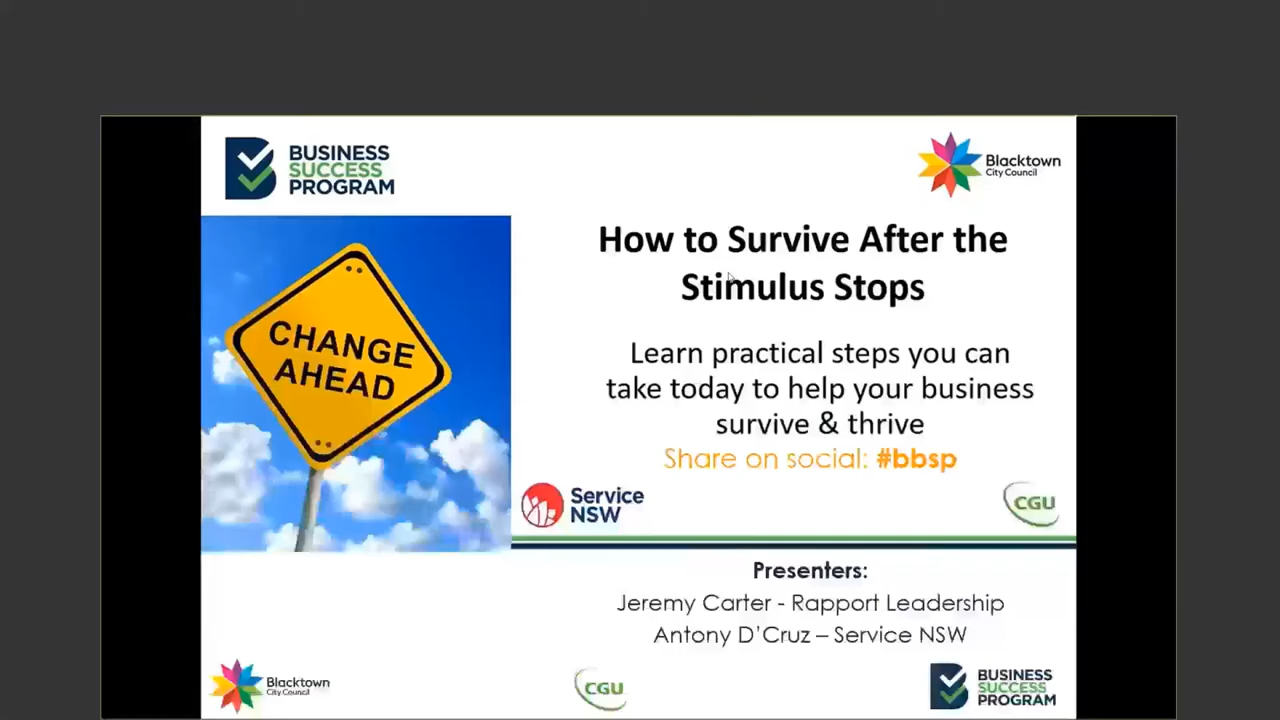 BUSINESS
SUCCESS
PROGRAM
Blacktown
City Council
How to Survive After the
Stimulus Stops
CHANGE
AHEAD
Learn practical steps you can
take today to help your business
survive & thrive
Share on social: #bbsp
Service
NSW
CGU
Presenters:
Jeremy Carter - Rapport Leadership
Antony D'Cruz – Service NSW
Blacktown
City Council
CGU
BUSINESS
SUCCESS
PROGRAM